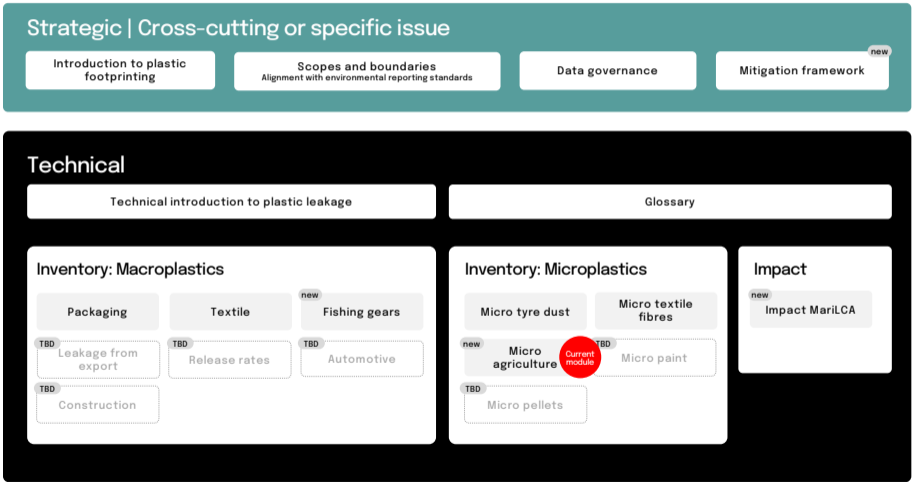 Strategic | Cross-cutting or specific issue
Introduction to plastic
footprinting
Scopes and boundaries
Alignment with environmental reporting standards
Data governance
new
Mitigation framework
Technical
Technical introduction to plastic leakage
Glossary
Inventory: Macroplastics
Packaging
Textile
new
Fishing gears
TBD
Leakage from
export
TBD
Release rates
TBD
Automotive
TBD
Construction
Inventory: Microplastics
Micro tyre dust
Micro textile
fibres
new
Micro
agriculture
Current
module
TBD
Micro paint
TBD
Micro pellets
Impact
new
Impact MariLCA